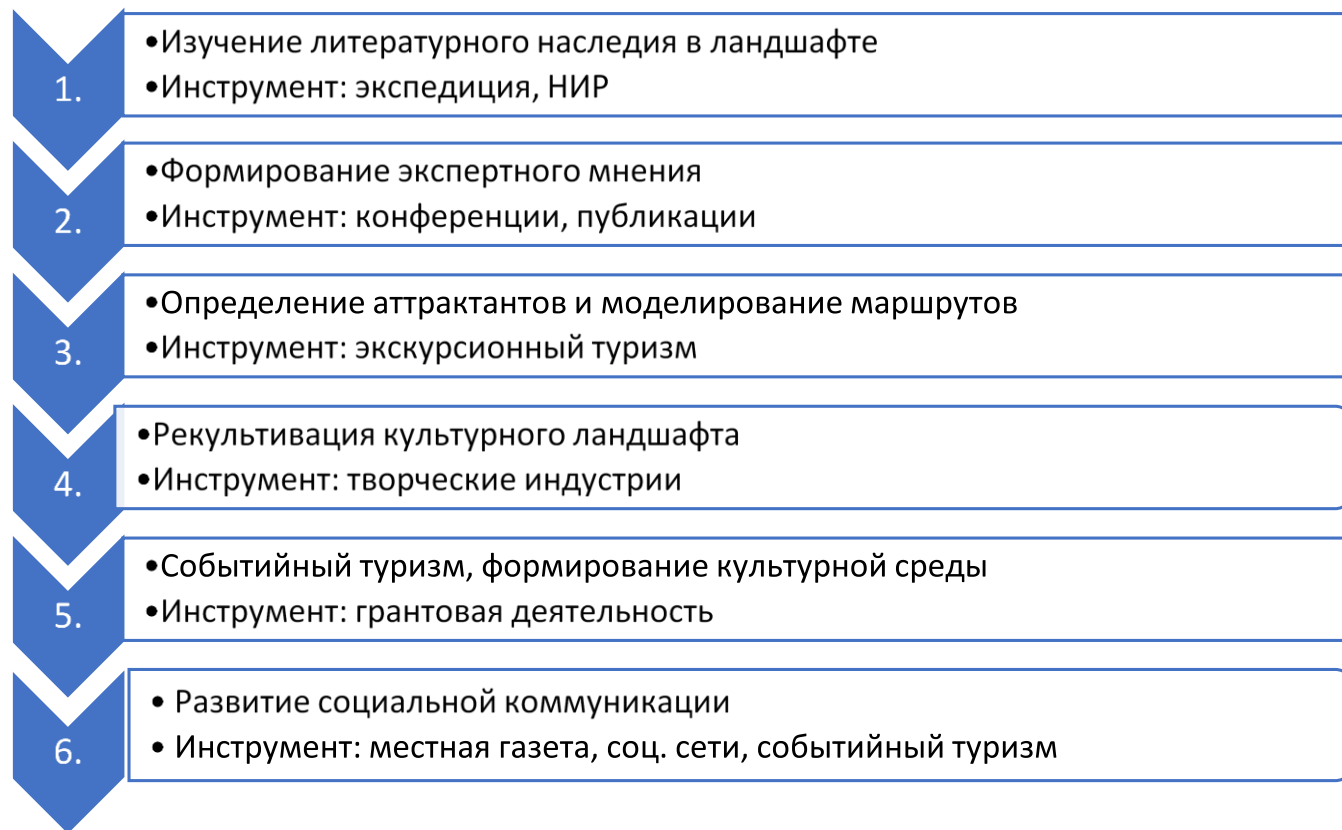 1.
•Изучение литературного наследия в ландшафте
•Инструмент: экспедиция, НИР
2.
•Формирование экспертного мнения
•Инструмент: конференции, публикации
3.
•Определение аттрактантов и моделирование маршрутов
•Инструмент: экскурсионный туризм
4.
•Рекультивация культурного ландшафта
•Инструмент: творческие индустрии
5.
•Событийный туризм, формирование культурной среды
•Инструмент: грантовая деятельность
6.
• Развитие социальной коммуникации
• Инструмент: местная газета, соц. сети, событийный туризм